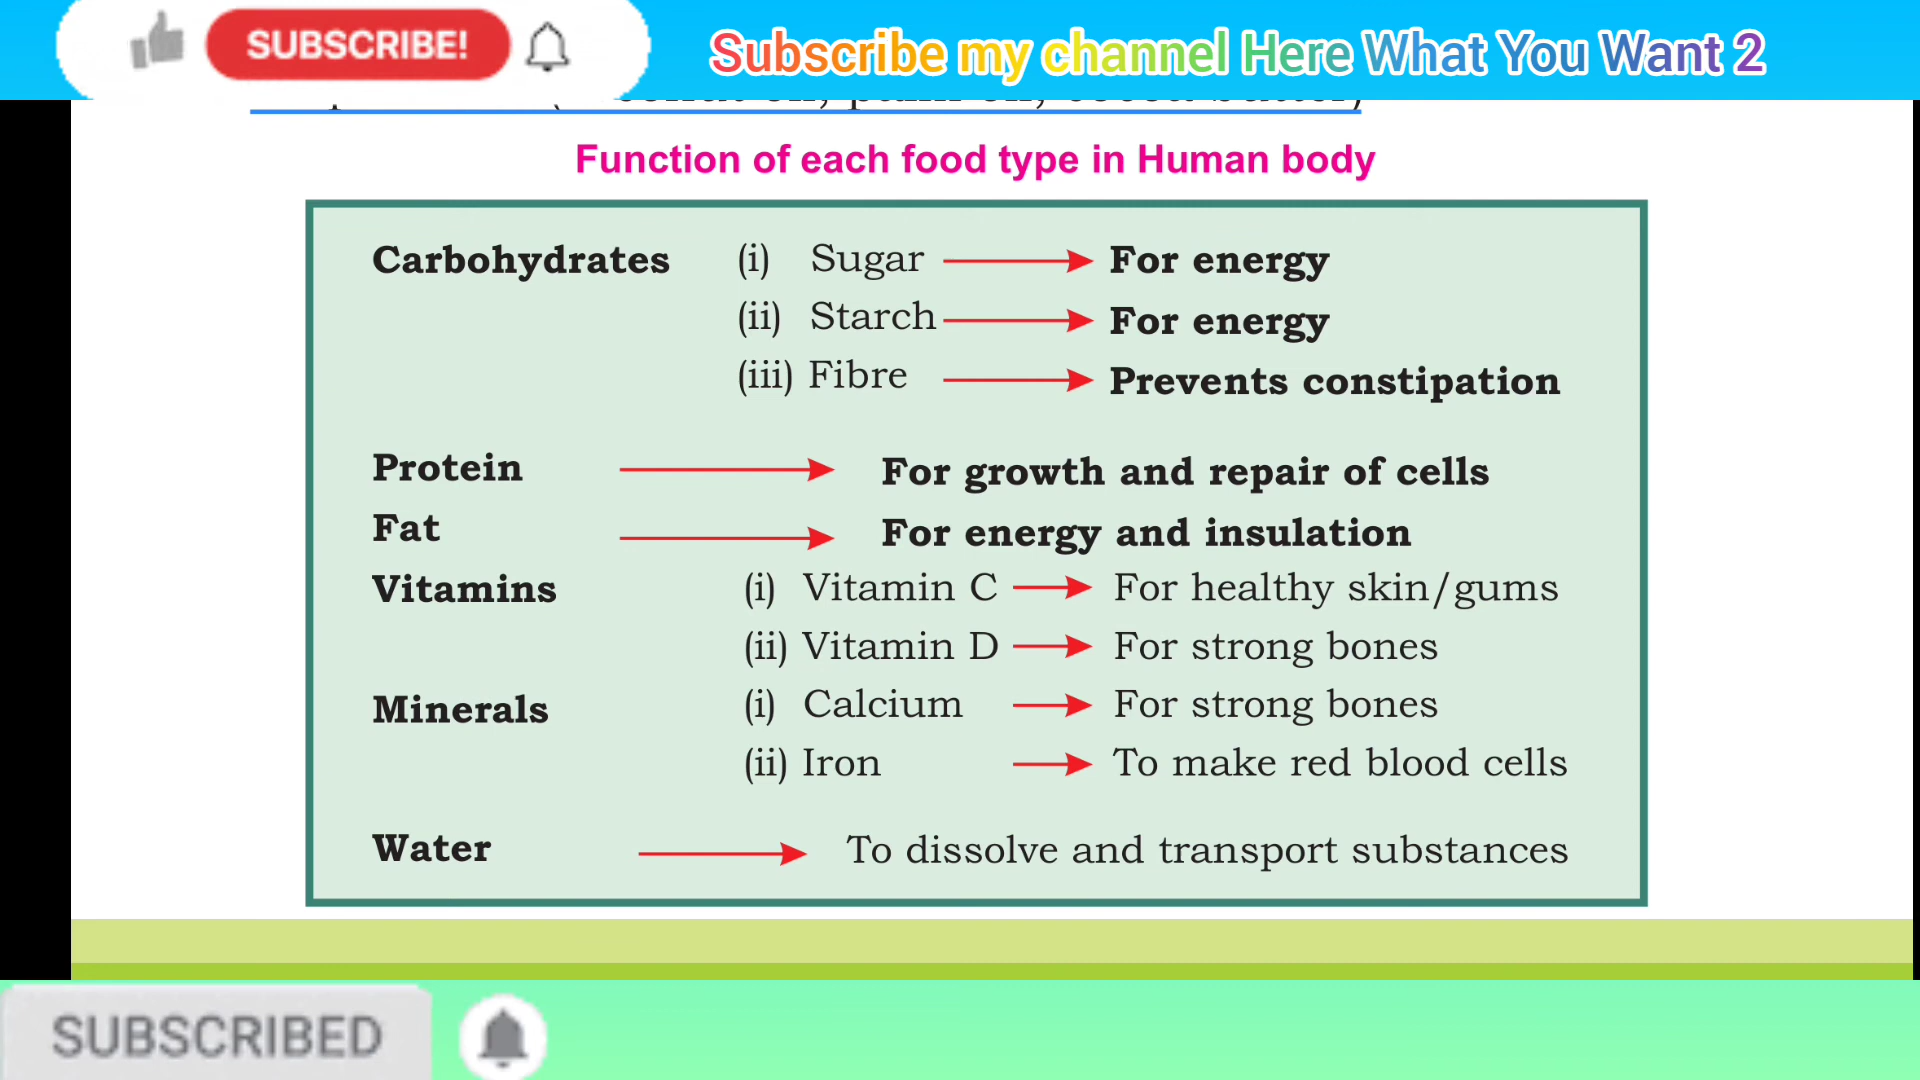 SUBSCRIBE!
Subscribe my channel Here What You Want 2
Function of each food type in Human body
Carbohydrates (i) Sugar For energy
(ii) Starch For energy
(iii) Fibre Prevents constipation
Protein For growth and repair of cells
Fat For energy and insulation
Vitamins (i) Vitamin C For healthy skin/gums
(ii) Vitamin D For strong bones
Minerals (i) Calcium For strong bones
(ii) Iron To make red blood cells
Water To dissolve and transport substances
SUBSCRIBED